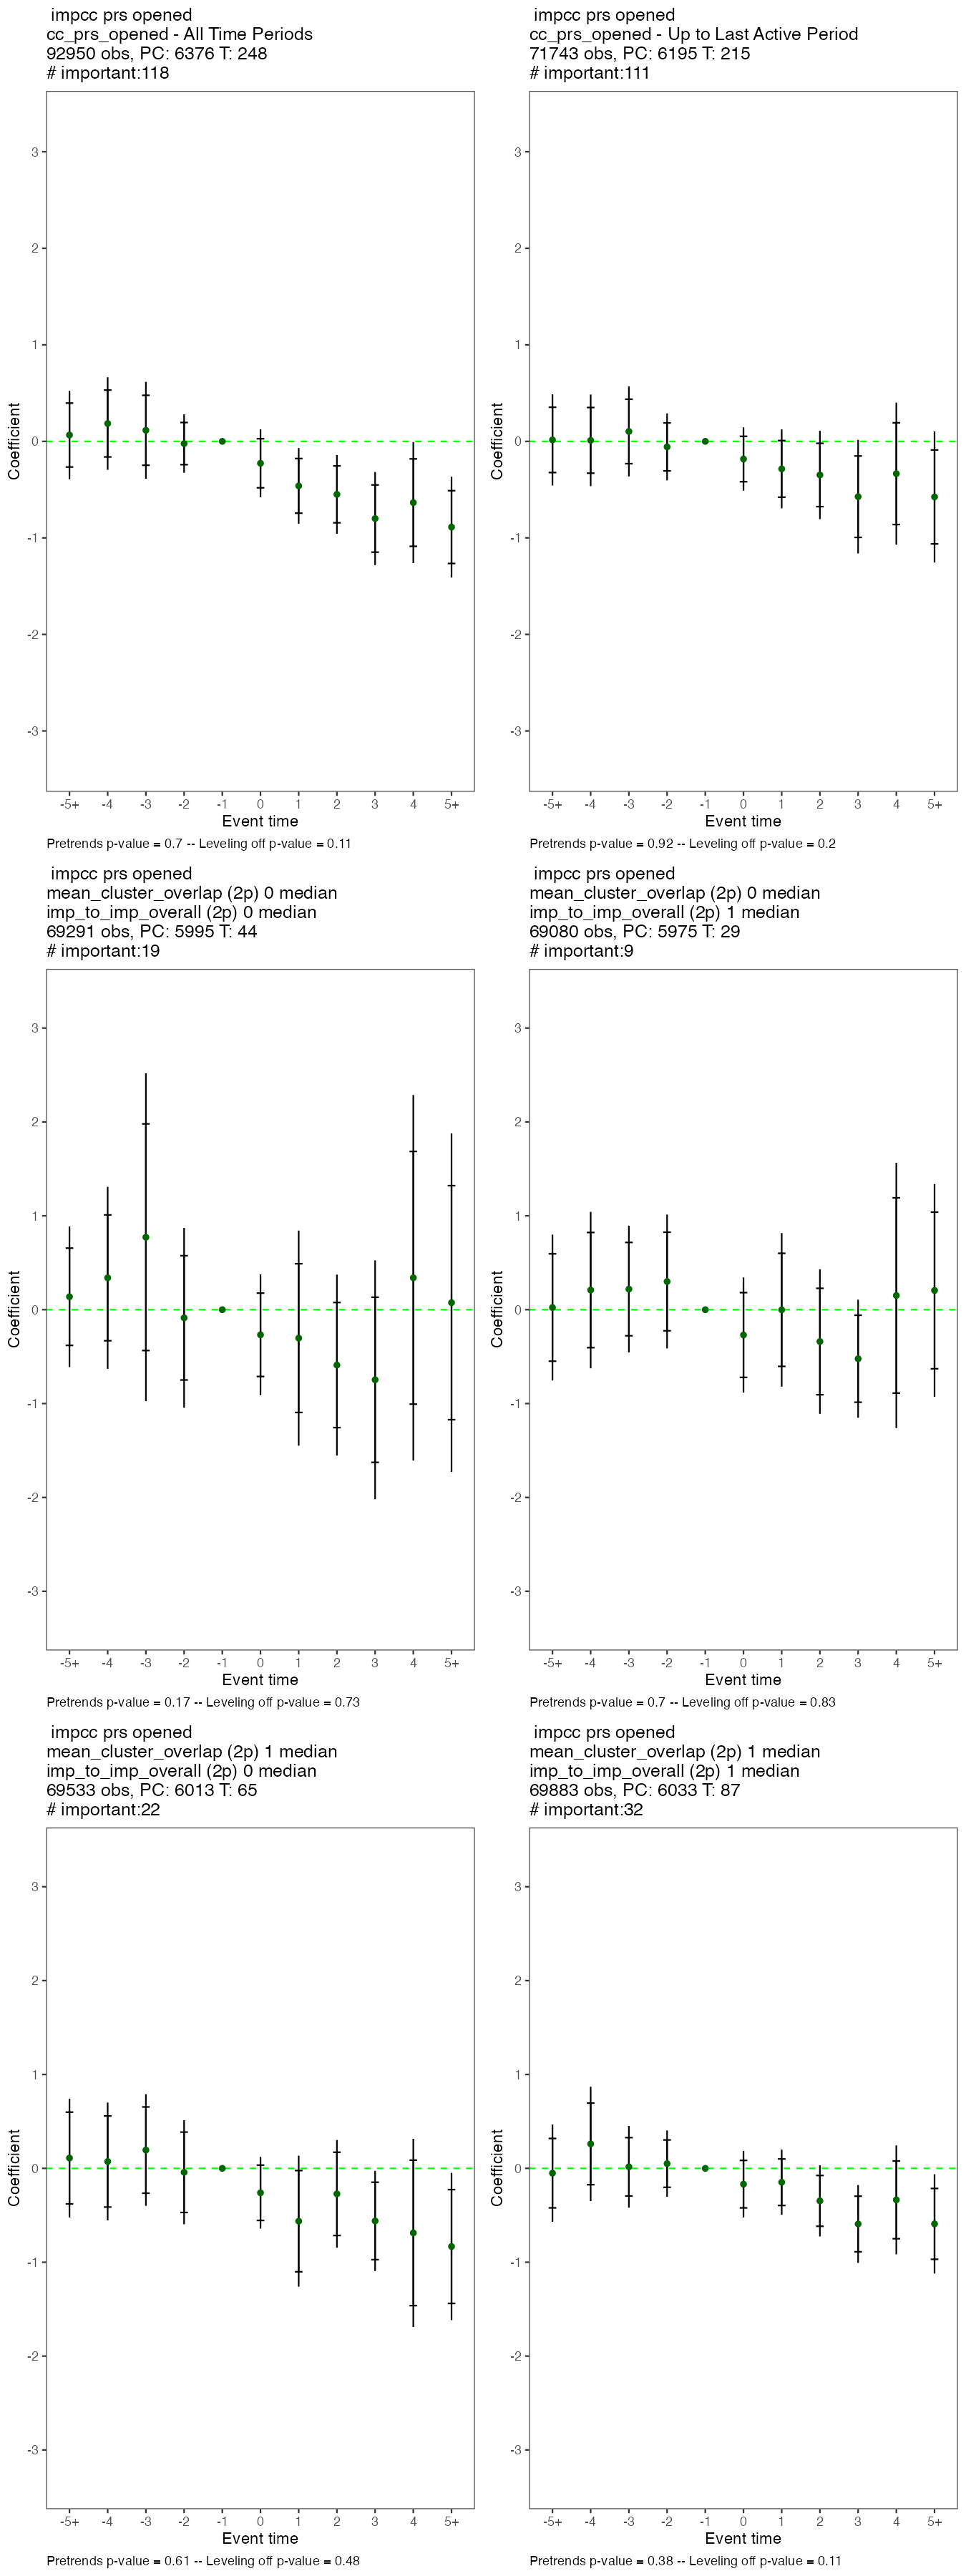 impcc prs opened
cc_prs_opened - All Time Periods
92950 obs, PC: 6376 T: 248
# important:118
3
2
1
0
-1
-2
-3
Coefficient
-5+ -4 -3 -2 -1 0 1 2 3 4 5+
Event time
Pretrends p-value = 0.7 -- Leveling off p-value = 0.11
impcc prs opened
cc_prs_opened - Up to Last Active Period
71743 obs, PC: 6195 T: 215
# important:111
3
2
1
0
-1
-2
-3
Coefficient
-5+ -4 -3 -2 -1 0 1 2 3 4 5+
Event time
Pretrends p-value = 0.92 -- Leveling off p-value = 0.2
impcc prs opened
mean_cluster_overlap (2p) 0 median
imp_to_imp_overall (2p) 0 median
69291 obs, PC: 5995 T: 44
# important:19
3
2
1
0
-1
-2
-3
Coefficient
-5+ -4 -3 -2 -1 0 1 2 3 4 5+
Event time
Pretrends p-value = 0.17 -- Leveling off p-value = 0.73
impcc prs opened
mean_cluster_overlap (2p) 0 median
imp_to_imp_overall (2p) 1 median
69080 obs, PC: 5975 T: 29
# important:9
3
2
1
0
-1
-2
-3
Coefficient
-5+ -4 -3 -2 -1 0 1 2 3 4 5+
Event time
Pretrends p-value = 0.7 -- Leveling off p-value = 0.83
impcc prs opened
mean_cluster_overlap (2p) 1 median
imp_to_imp_overall (2p) 0 median
69533 obs, PC: 6013 T: 65
# important:22
3
2
1
0
-1
-2
-3
Coefficient
-5+ -4 -3 -2 -1 0 1 2 3 4 5+
Event time
Pretrends p-value = 0.61 -- Leveling off p-value = 0.48
impcc prs opened
mean_cluster_overlap (2p) 1 median
imp_to_imp_overall (2p) 1 median
69883 obs, PC: 6033 T: 87
# important:32
3
2
1
0
-1
-2
-3
Coefficient
-5+ -4 -3 -2 -1 0 1 2 3 4 5+
Event time
Pretrends p-value = 0.38 -- Leveling off p-value = 0.11